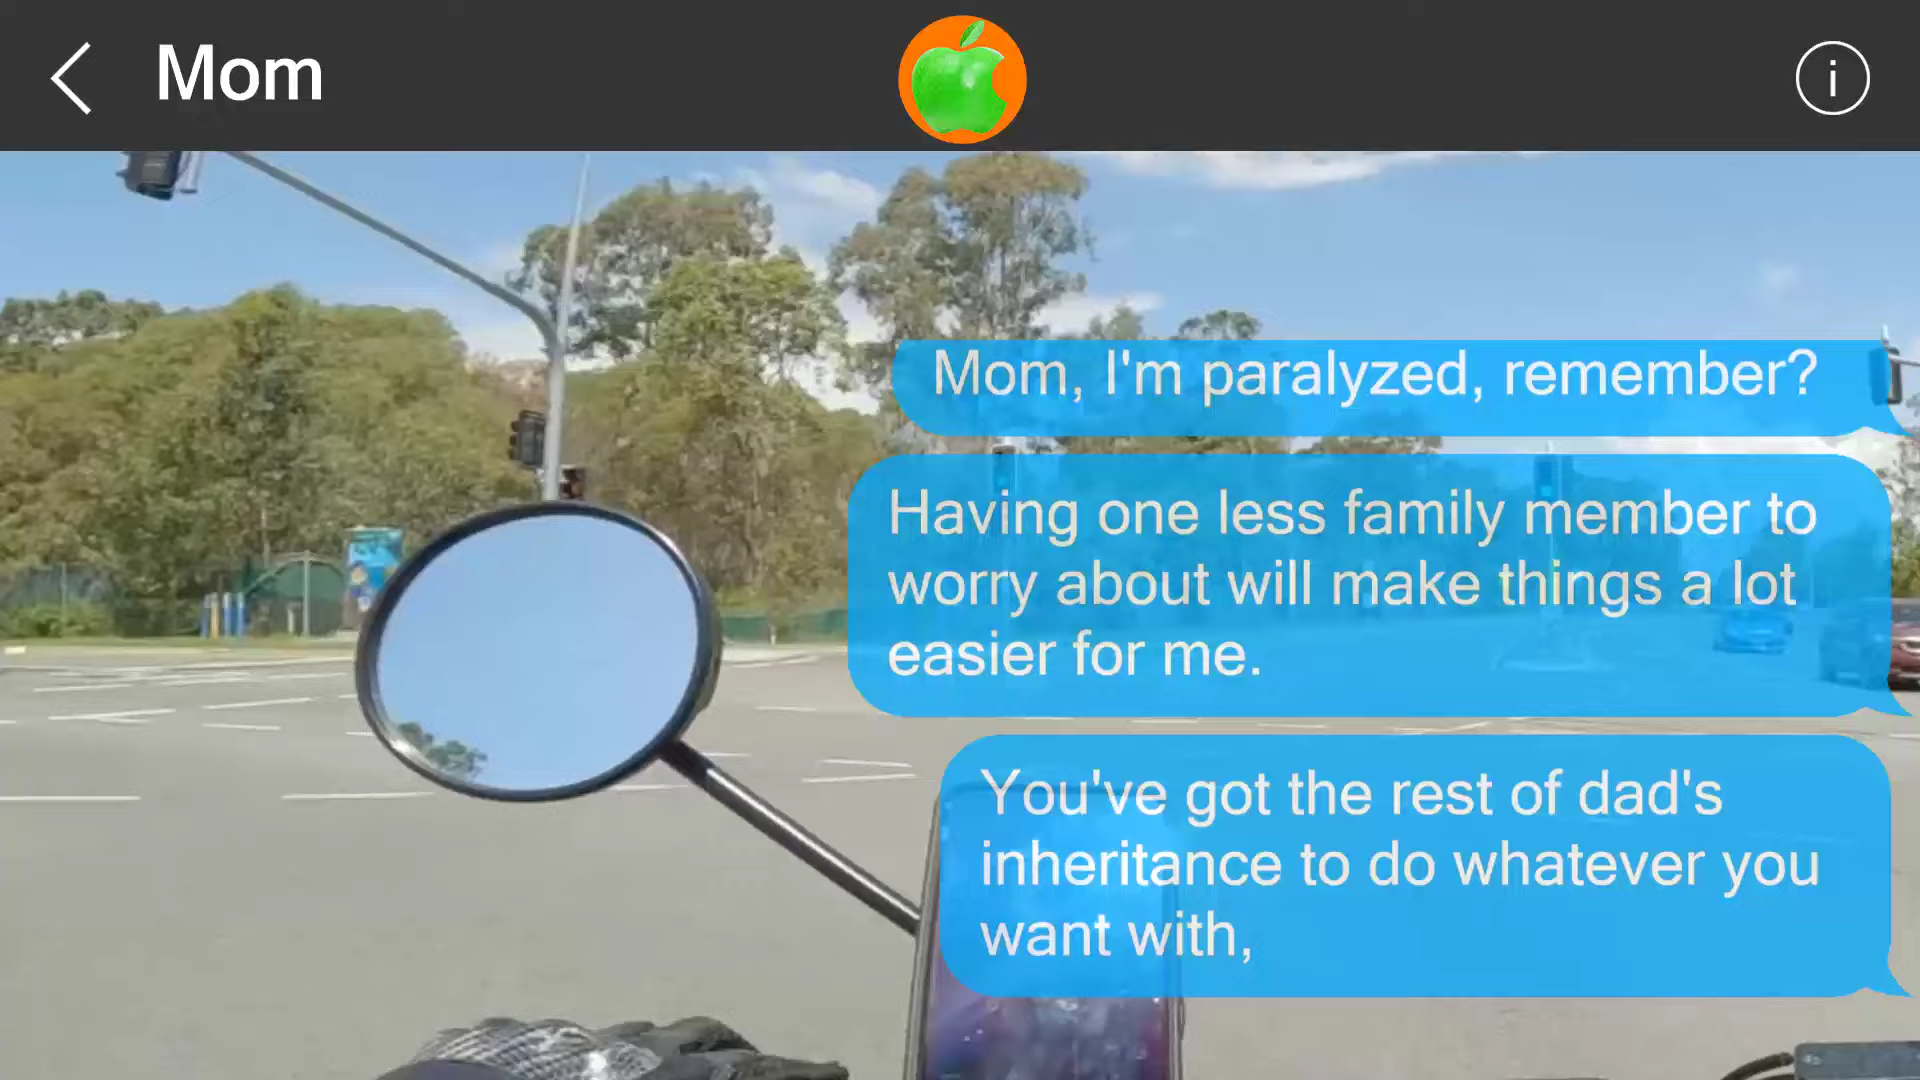 Mom
Mom, I'm paralyzed, remember?
Having one less family member to
worry about will make things a lot
easier for me.
You've got the rest of dad's
inheritance to do whatever you
want with,